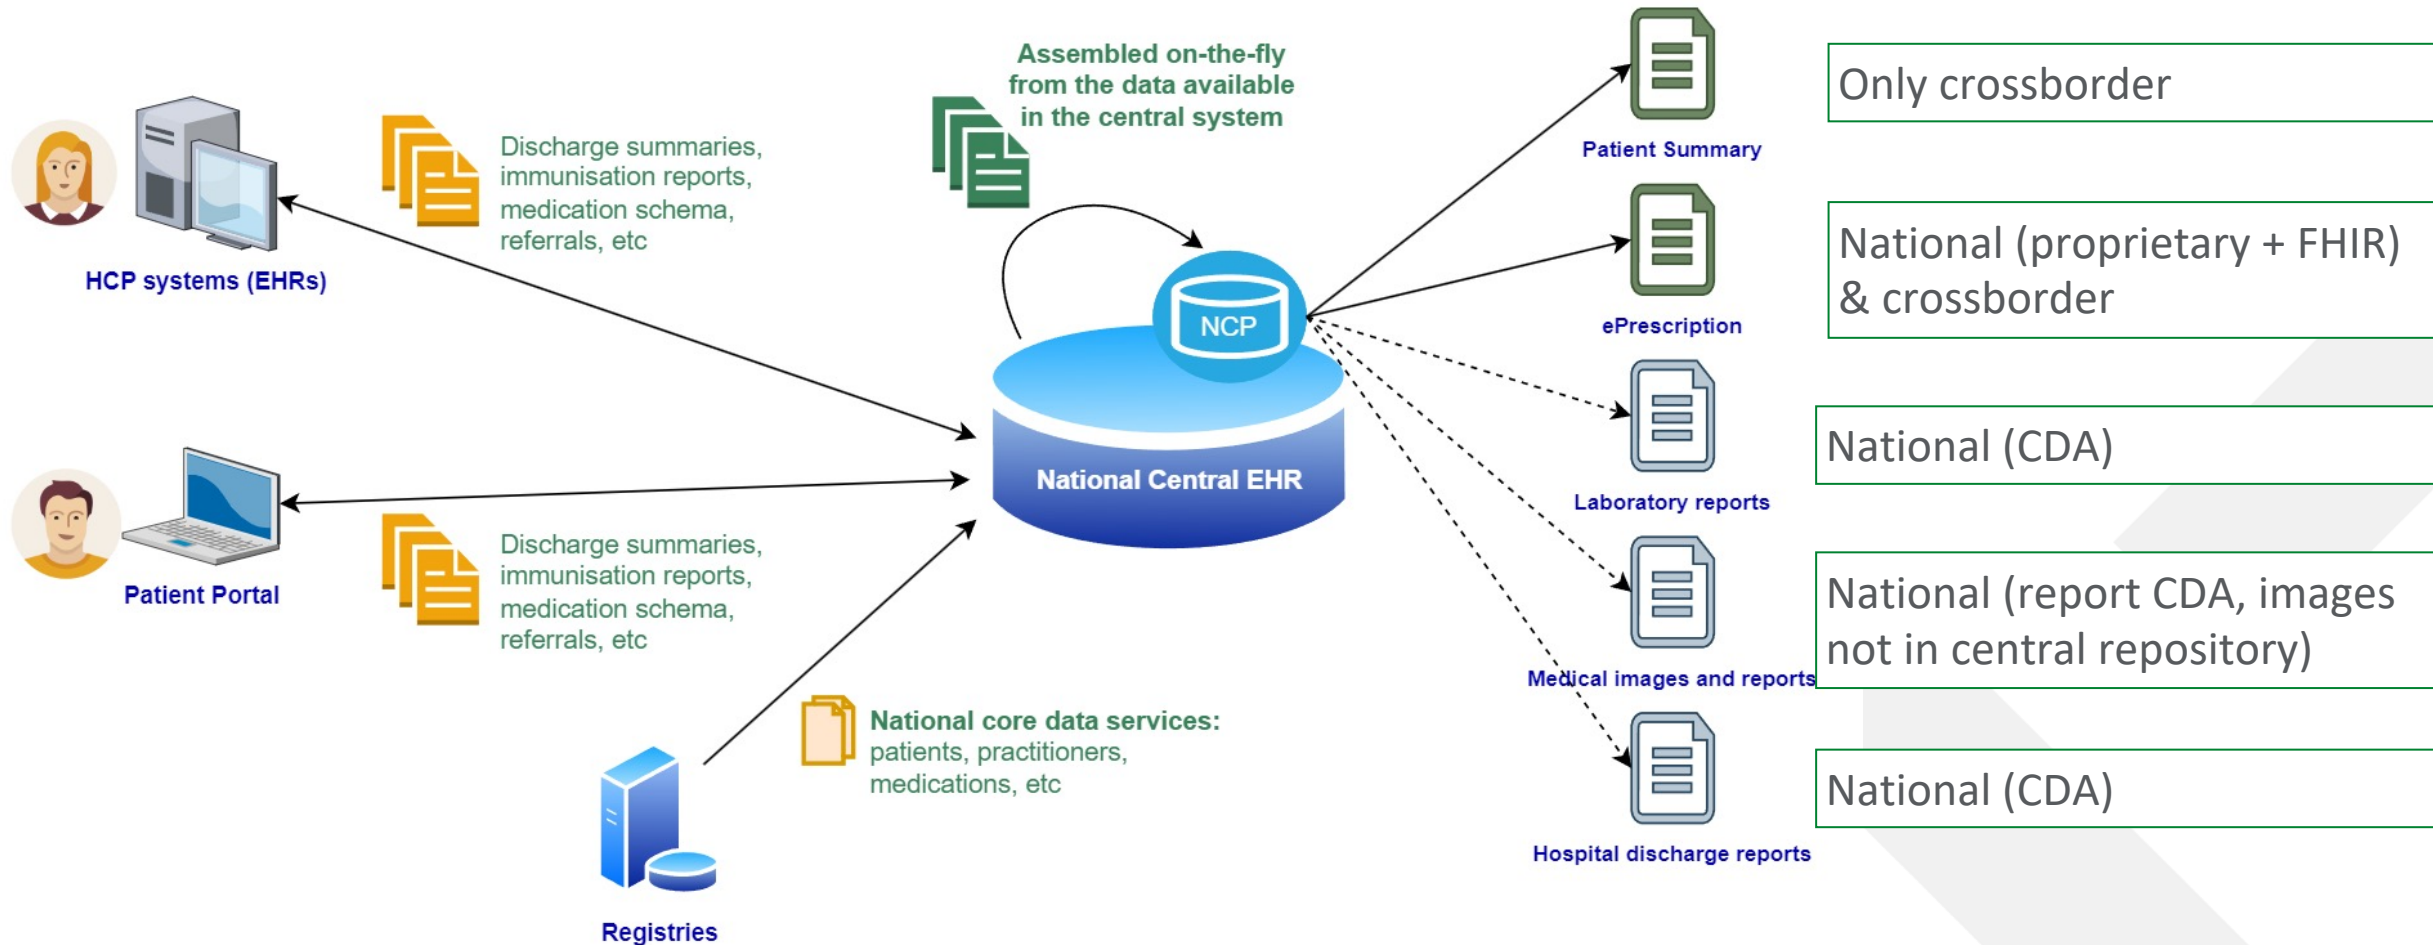 Assembled on-the-fly
from the data available
in the central system
Discharge summaries,
immunisation reports,
medication schema,
referrals, etc
HCP systems (EHRs)
Discharge summaries,
immunisation reports,
medication schema,
referrals, etc
Patient Portal
National core data services:
patients, practitioners,
medications, etc
Registries
NCP
National Central EHR
Patient Summary
Only crossborder
ePrescription
National (proprietary + FHIR)
& crossborder
Laboratory reports
National (CDA)
Medical images and reports
National (report CDA, images
not in central repository)
Hospital discharge reports
National (CDA)